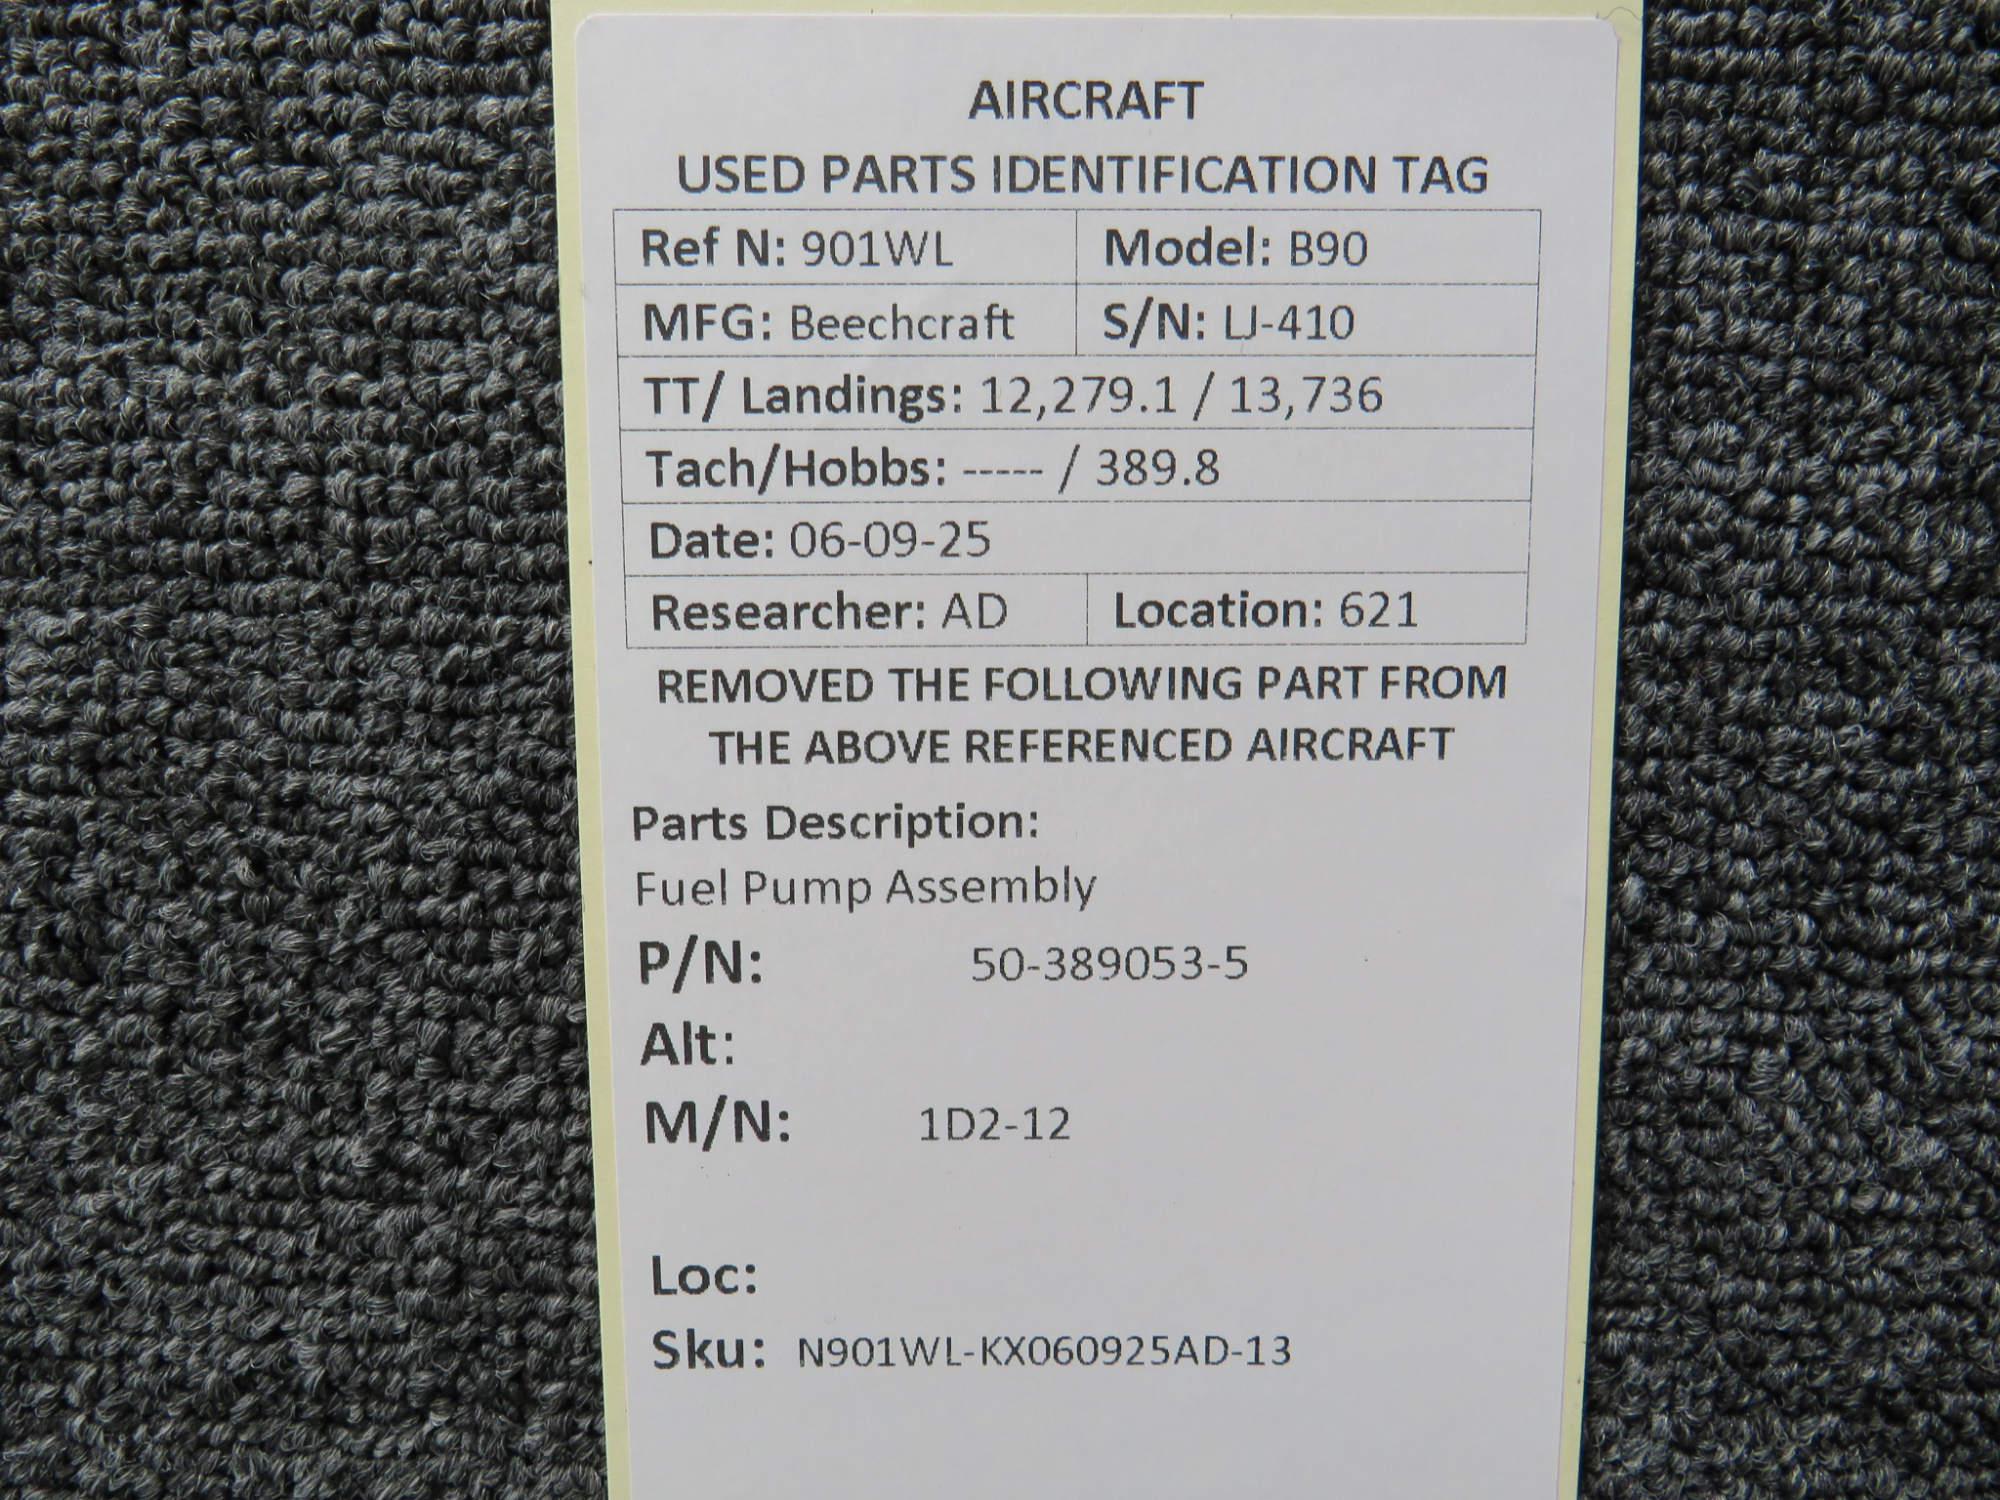 AIRCRAFT
USED PARTS IDENTIFICATION TAG
Ref N: 901WL Model: B90
MFG: Beechcraft S/N: LJ-410
TT/ Landings: 12,279.1 / 13,736
Tach/Hobbs: ----- / 389.8
Date: 06-09-25
Researcher: AD Location: 621
REMOVED THE FOLLOWING PART FROM
THE ABOVE REFERENCED AIRCRAFT
Parts Description:
Fuel Pump Assembly
P/N: 50-389053-5
Alt:
M/N: 1D2-12
Loc:
Sku: N901WL-KX060925AD-13